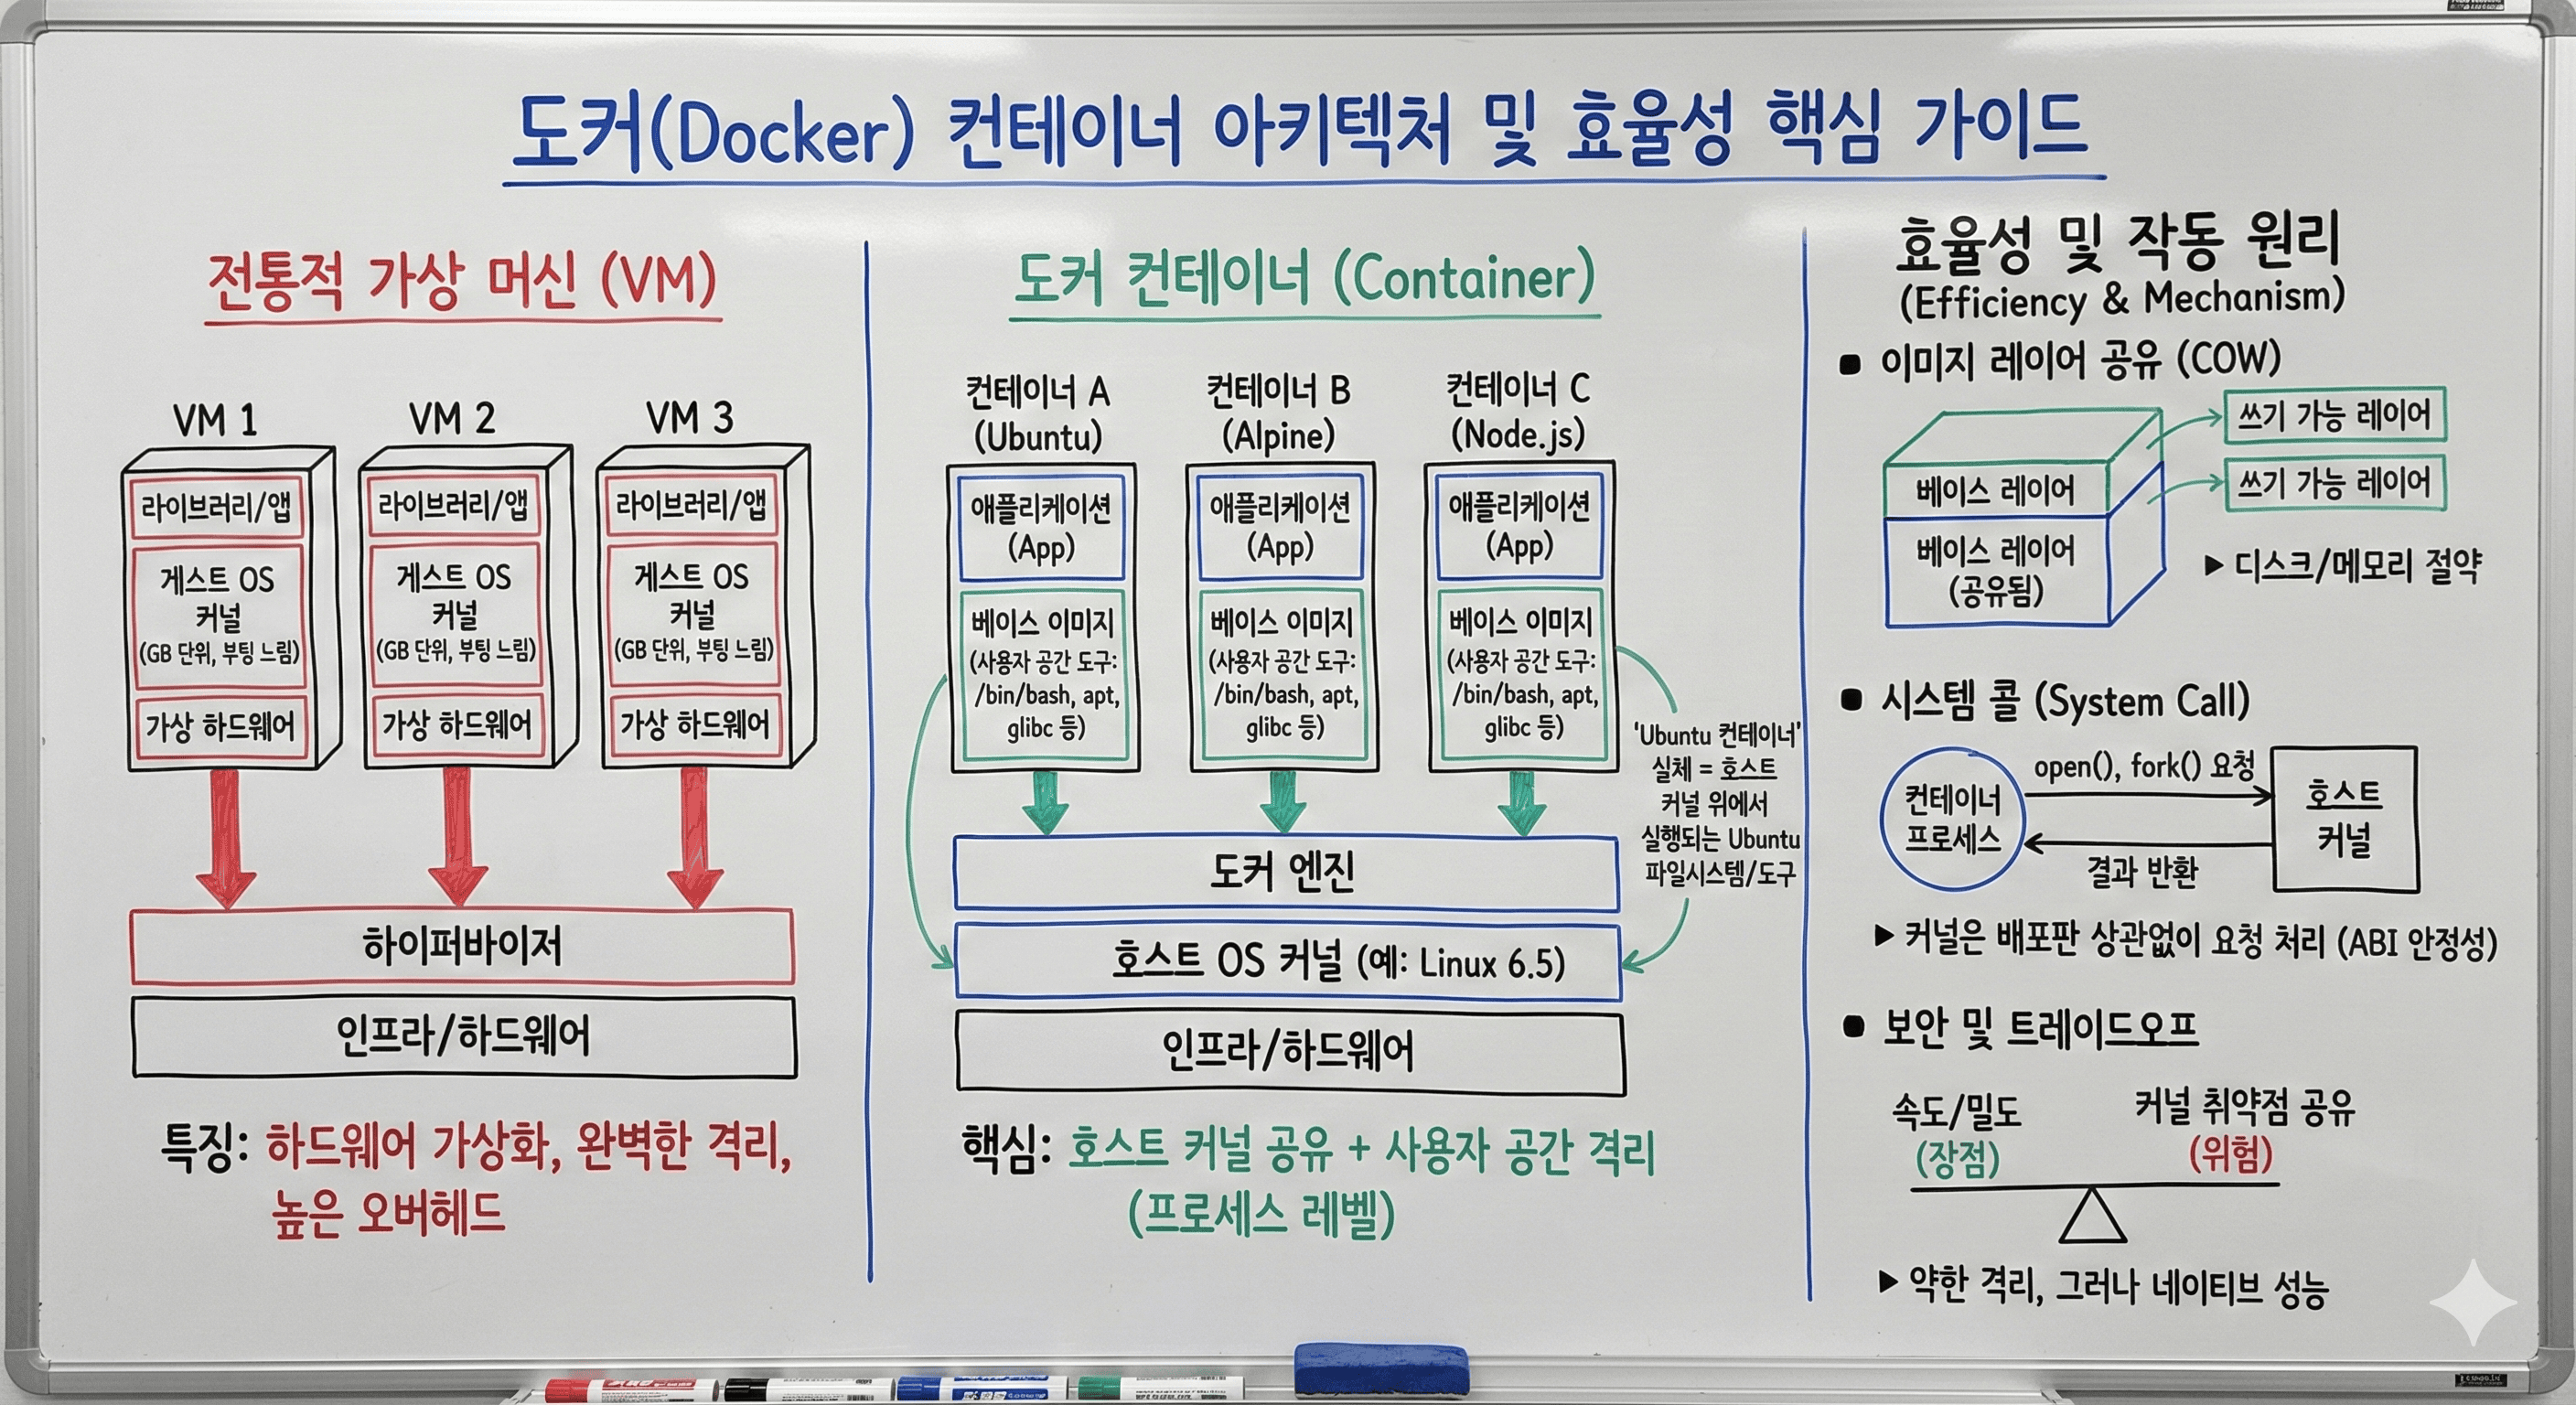 도커(Docker) 컨테이너 아키텍처 및 효율성 핵심 가이드
전통적 가상 머신 (VM)
VM 1
라이브러리/앱
게스트 OS
커널
(GB 단위, 부팅 느림)
가상 하드웨어
VM 2
라이브러리/앱
게스트 OS
커널
(GB 단위, 부팅 느림)
가상 하드웨어
VM 3
라이브러리/앱
게스트 OS
커널
(GB 단위, 부팅 느림)
가상 하드웨어
하이퍼바이저
인프라/하드웨어
특징: 하드웨어 가상화, 완벽한 격리,
높은 오버헤드
도커 컨테이너 (Container)
컨테이너 A
(Ubuntu)
애플리케이션
(App)
베이스 이미지
(사용자 공간 도구:
/bin/bash, apt,
glibc 등)
컨테이너 B
(Alpine)
애플리케이션
(App)
베이스 이미지
(사용자 공간 도구:
/bin/bash, apt,
glibc 등)
컨테이너 C
(Node.js)
애플리케이션
(App)
베이스 이미지
(사용자 공간 도구:
/bin/bash, apt,
glibc 등)
'Ubuntu 컨테이너'
실체 = 호스트
커널 위에서
실행되는 Ubuntu
파일시스템/도구
도커 엔진
호스트 OS 커널 (예: Linux 6.5)
인프라/하드웨어
핵심: 호스트 커널 공유 + 사용자 공간 격리
(프로세스 레벨)
효율성 및 작동 원리
(Efficiency & Mechanism)
■ 이미지 레이어 공유 (COW)
쓰기 가능 레이어
쓰기 가능 레이어
베이스 레이어
베이스 레이어
(공유됨)
▶ 디스크/메모리 절약
■ 시스템 콜 (System Call)
컨테이너
프로세스
open(), fork() 요청
결과 반환
호스트
커널
▶ 커널은 배포판 상관없이 요청 처리 (ABI 안정성)
■ 보안 및 트레이드오프
속도/밀도
(장점)
커널 취약점 공유
(위험)
▶ 약한 격리, 그러나 네이티브 성능